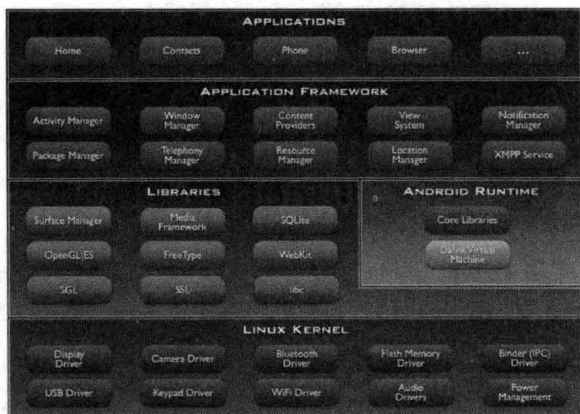 APPLICATIONS
Home Contacts Phone Browser ...
APPLICATION FRAMEWORK
Activity Manager Window Manager Content Providers View System Notification Manager
Package Manager Telephony Manager Resource Manager Location Manager XMPP Service
LIBRARIES
Surface Manager Media Framework SQLite
OpenGL|ES FreeType WebKit
SGL SSL libc
ANDROID RUNTIME
Core Libraries
Dalvik Virtual Machine
LINUX KERNEL
Display Driver Camera Driver Bluetooth Driver Flash Memory Driver Binder (IPC) Driver
USB Driver Keypad Driver WiFi Driver Audio Drivers Power Management